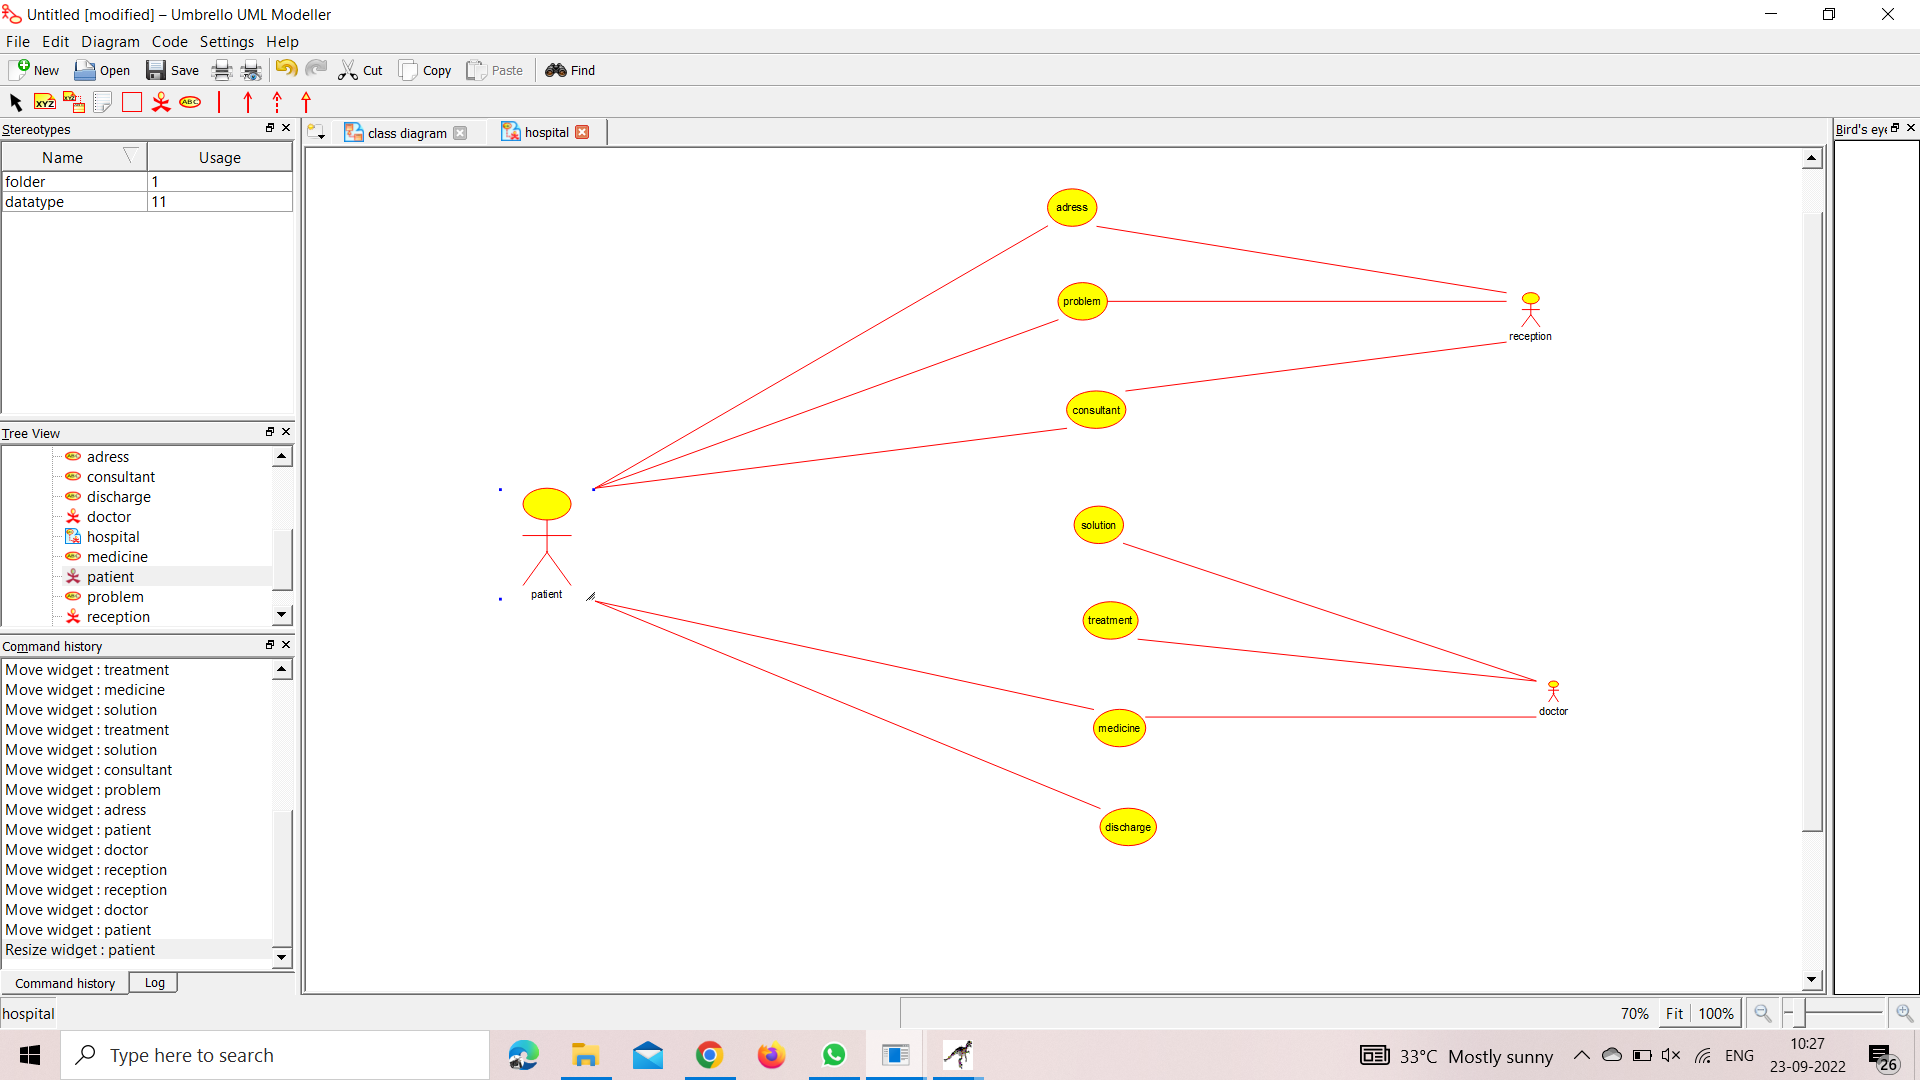 Untitled [modified] – Umbrello UML Modeller
File Edit Diagram Code Settings Help
New Open Save Cut Copy Paste Find
XYZ XYZ ABC
Stereotypes
Name Usage
folder 1
datatype 11
Tree View
adress
consultant
discharge
doctor
hospital
medicine
patient
problem
reception
Command history
Move widget : treatment
Move widget : medicine
Move widget : solution
Move widget : treatment
Move widget : solution
Move widget : consultant
Move widget : problem
Move widget : adress
Move widget : patient
Move widget : doctor
Move widget : reception
Move widget : reception
Move widget : doctor
Move widget : patient
Resize widget : patient
Command history Log
class diagram hospital
adress
problem
reception
consultant
solution
patient
treatment
doctor
medicine
discharge
Bird's eye
hospital
70% Fit 100%
Type here to search
33°C Mostly sunny
ENG
10:27
23-09-2022
26